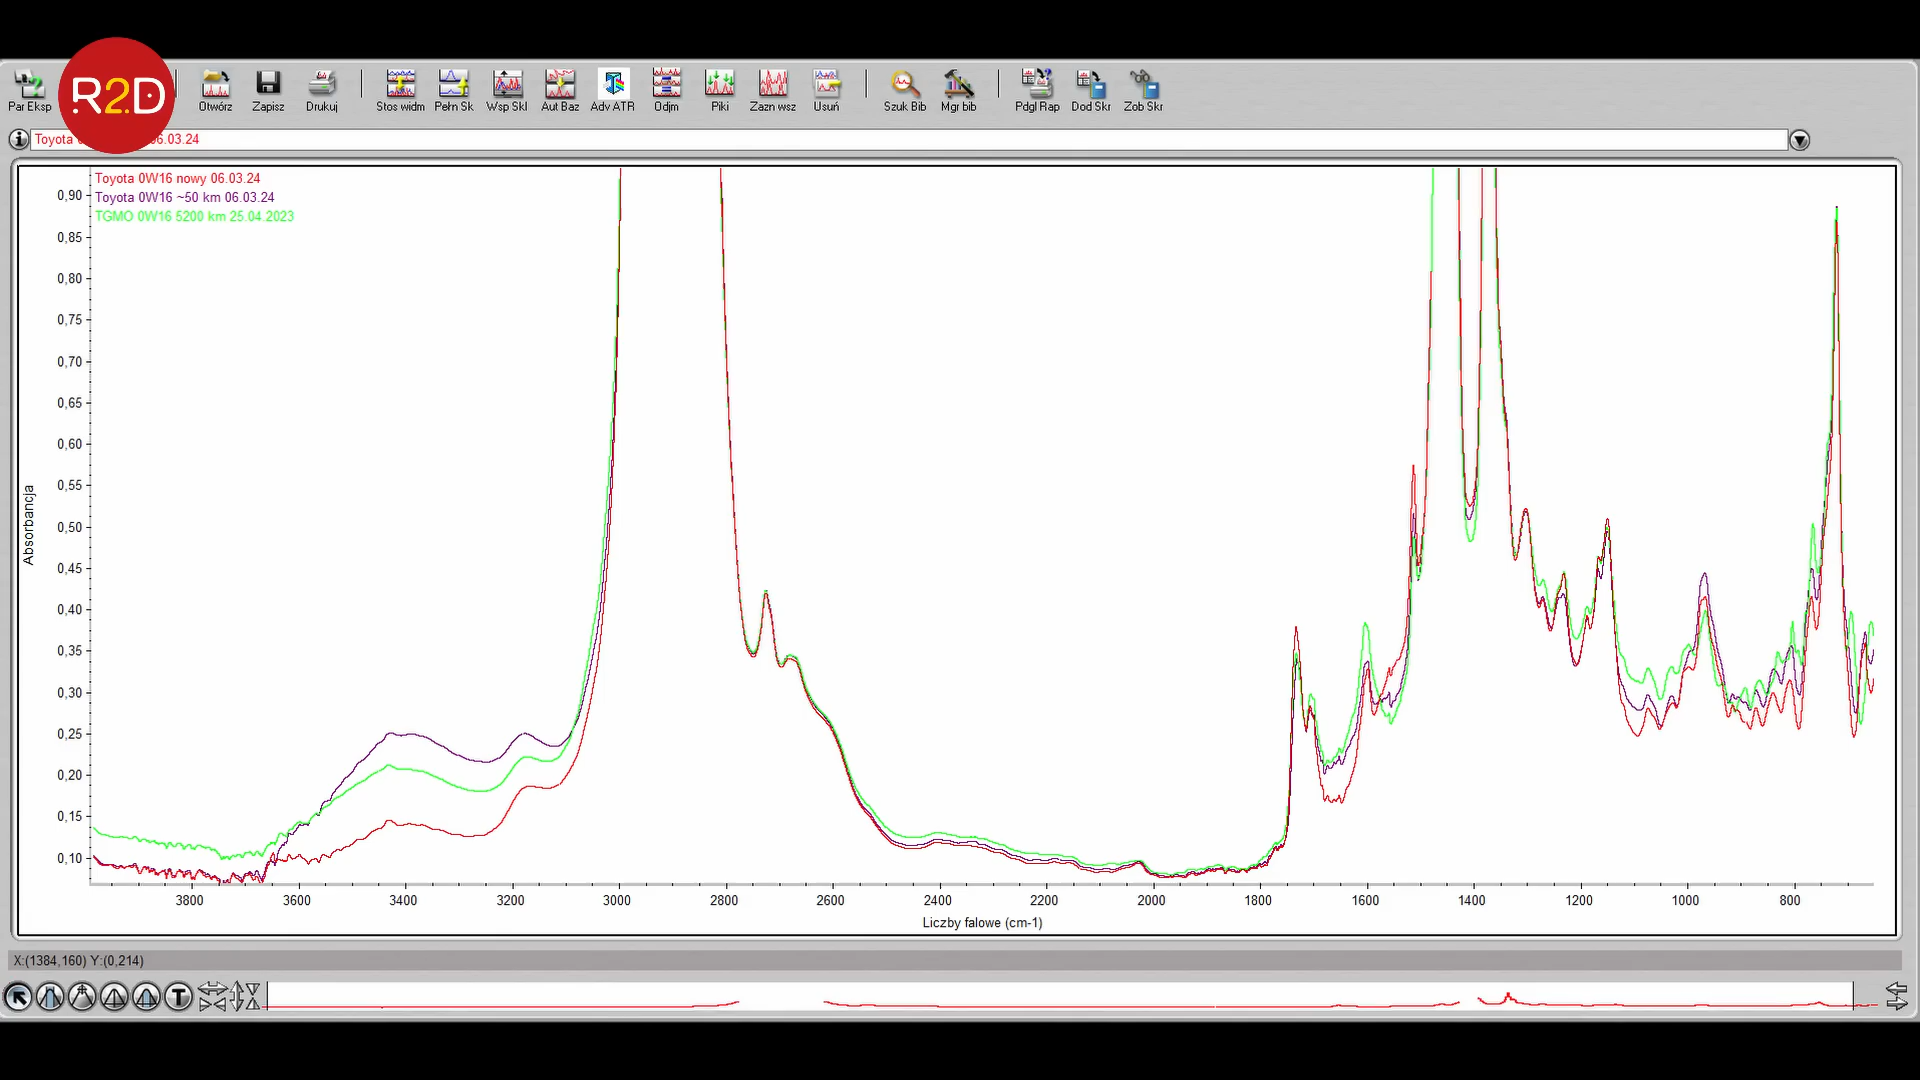 R2D
Par Eksp Otwórz Zapisz Drukuj Stos widm Pełn Sk Wsp Skl Aut Baz Adv ATR Odjm Piki Zazn wsz Usuń Szuk Bib Mgr bib Pdgl Rap Dod Skr Zob Skr
Toyota 0 06.03.24
Toyota 0W16 nowy 06.03.24
Toyota 0W16 ~50 km 06.03.24
TGMO 0W16 5200 km 25.04.2023
0,90
0,85
0,80
0,75
0,70
0,65
0,60
0,55
0,50
0,45
0,40
0,35
0,30
0,25
0,20
0,15
0,10
Absorbancja
3800 3600 3400 3200 3000 2800 2600 2400 2200 2000 1800 1600 1400 1200 1000 800
Liczby falowe (cm-1)
X:(1384,160) Y:(0,214)
T